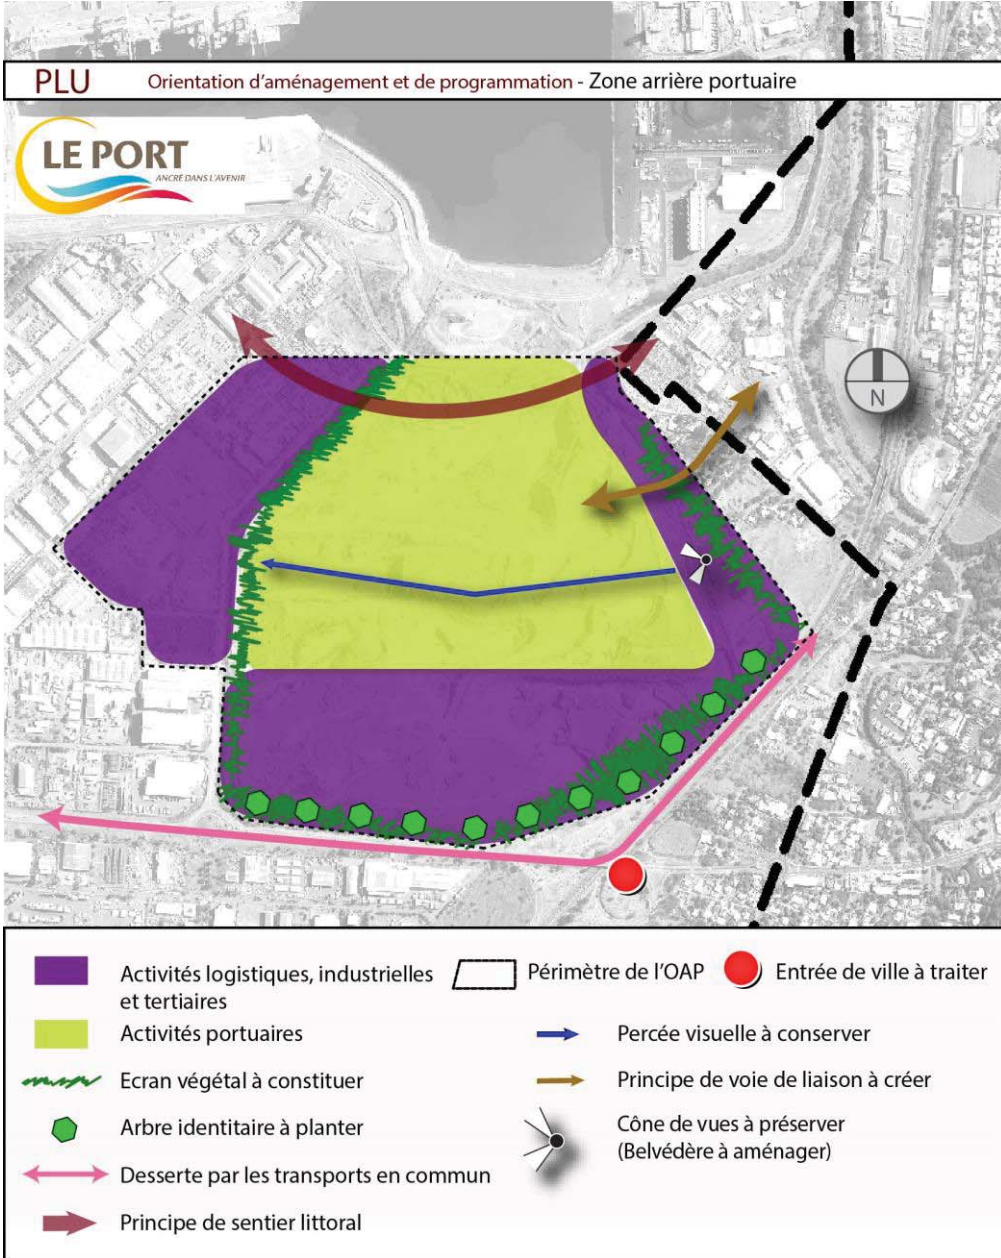 PLU Orientation d'aménagement et de programmation - Zone arrière portuaire
LE PORT
ANCRÉ DANS L'AVENIR
N
Activités logistiques, industrielles
et tertiaires
Périmètre de l'OAP
Entrée de ville à traiter
Activités portuaires
Percée visuelle à conserver
Ecran végétal à constituer
Principe de voie de liaison à créer
Arbre identitaire à planter
Cône de vues à préserver
(Belvédère à aménager)
Desserte par les transports en commun
Principe de sentier littoral